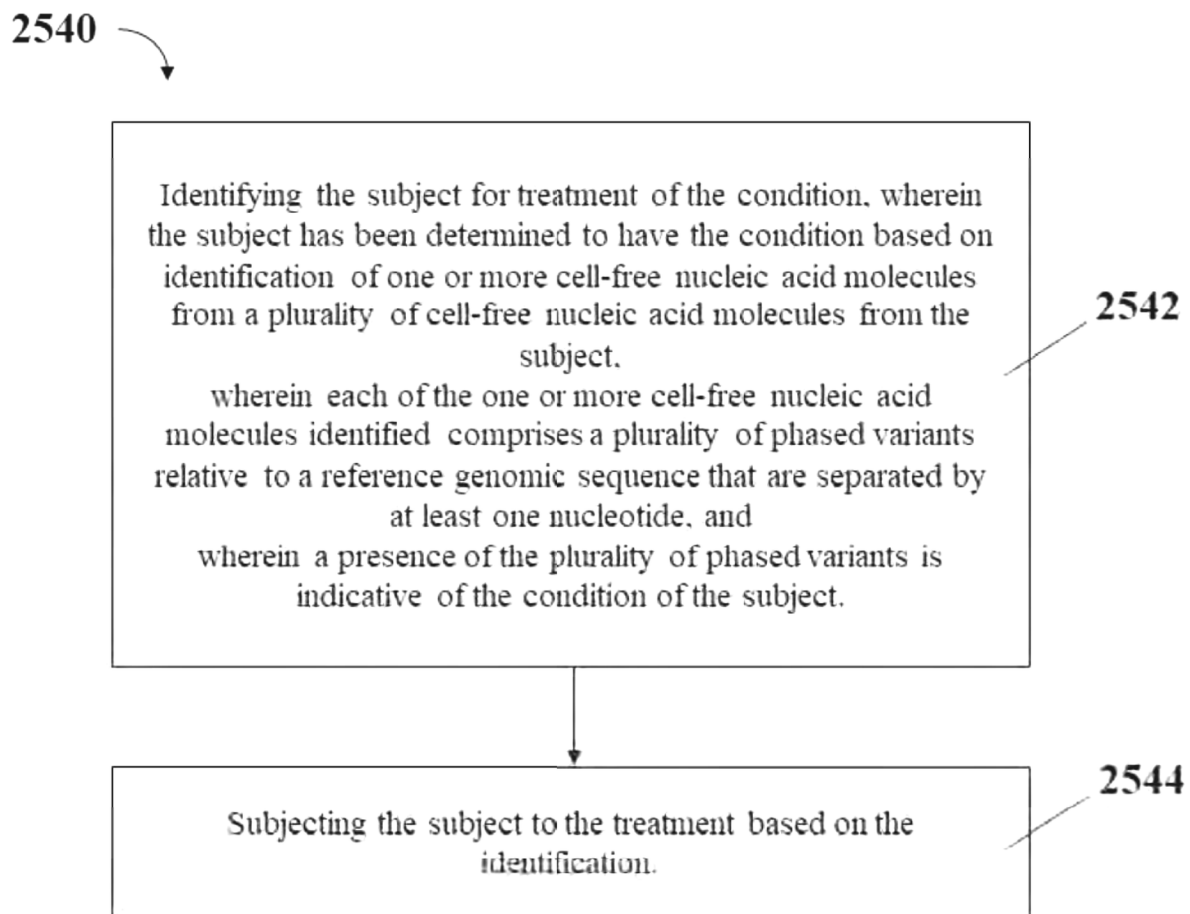 2540
Identifying the subject for treatment of the condition, wherein
the subject has been determined to have the condition based on
identification of one or more cell-free nucleic acid molecules
from a plurality of cell-free nucleic acid molecules from the
subject,
2542
wherein each of the one or more cell-free nucleic acid
molecules identified comprises a plurality of phased variants
relative to a reference genomic sequence that are separated by
at least one nucleotide, and
wherein a presence of the plurality of phased variants is
indicative of the condition of the subject.
2544
Subjecting the subject to the treatment based on the
identification.